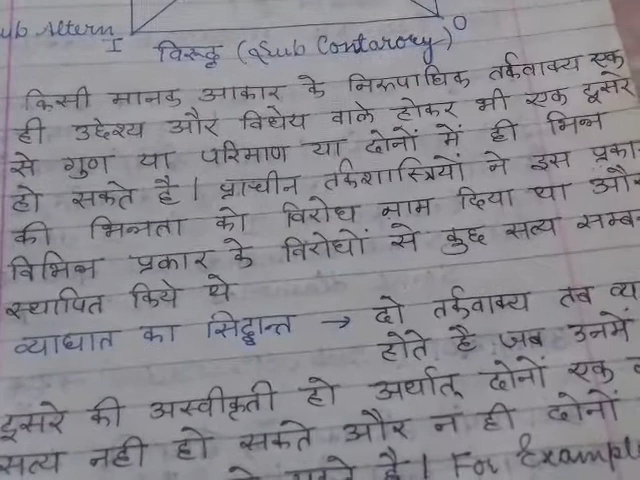 ub Altern
I
O
विरुद्ध (Sub Contarory)
किसी मानक आकार के निरुपाधिक तर्कवाक्य एक
ही उद्देश्य और विधेय वाले होकर भी एक दूसरे
से गुण या परिमाण या दोनों में ही भिन्न
हो सकते है। प्राचीन तर्कशास्त्रियों ने इस प्रका
की भिन्नता को विरोध नाम दिया था और
विभिन्न प्रकार के विरोधों से कुछ सत्य सम्ब
स्थापित किये थे
व्याघात का सिद्वान्त → दो तर्कवाक्य तब व्या
होते है जब उनमें
दूसरे की अस्वीकृती हो अर्थात् दोनों एक
सत्य नही हो सकते और न ही दोनों
है। For Exampl